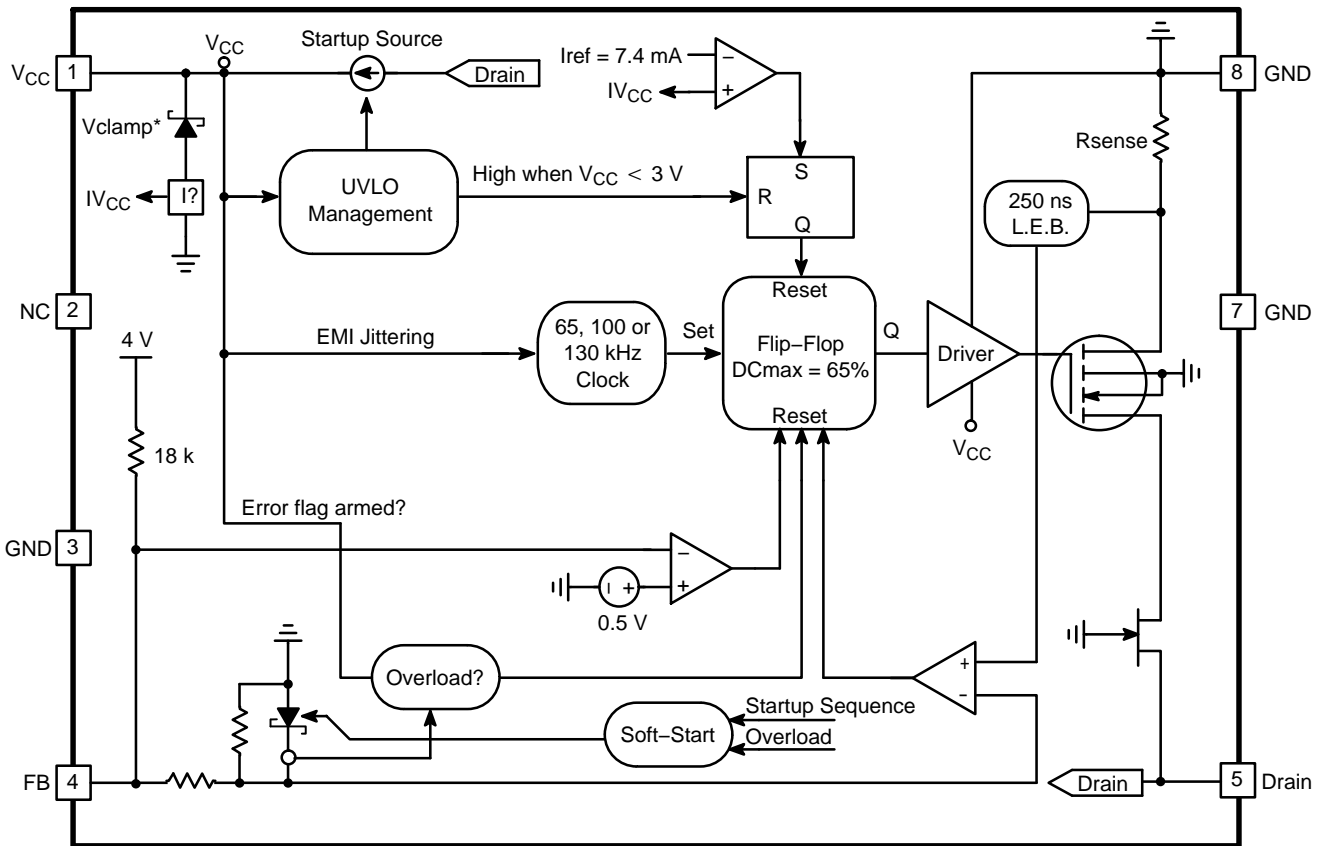 VCC
1
VCC
Startup Source
Drain
Iref = 7.4 mA
−
IVCC
+
8
GND
Vclamp*
IVCC
I?
UVLO
Management
High when VCC < 3 V
S
R
Q
Rsense
250 ns
L.E.B.
NC
2
7
GND
4 V
EMI Jittering
65, 100 or
130 kHz
Clock
Set
Reset
Flip−Flop
DCmax = 65%
Reset
Q
Driver
VCC
18 k
Error flag armed?
GND
3
−
+
− +
0.5 V
Overload?
+
−
Soft−Start
Startup Sequence
Overload
FB
4
Drain
5
Drain